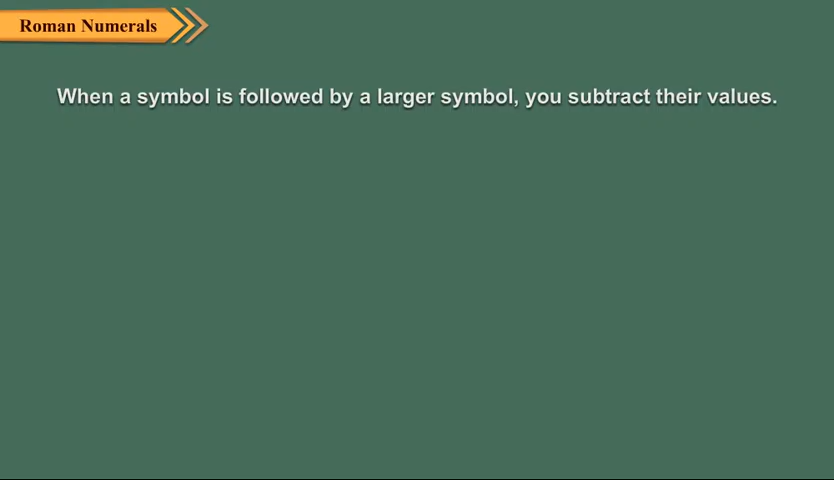 Roman Numerals
When a symbol is followed by a larger symbol, you subtract their values.